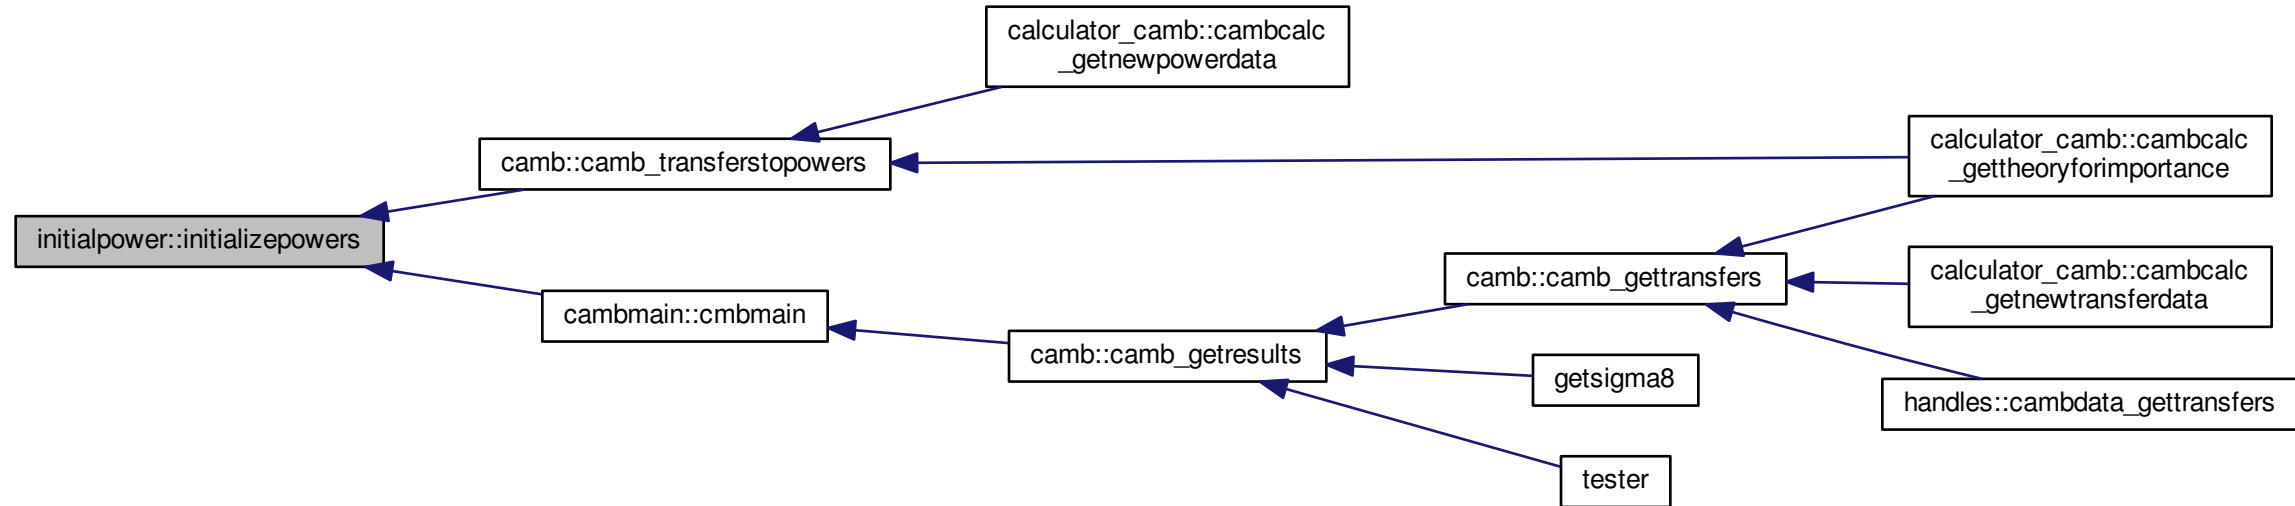 calculator_camb::cambcalc
_getnewpowerdata
camb::camb_transferstopowers
calculator_camb::cambcalc
_gettheoryforimportance
initialpower::initializepowers
camb::camb_gettransfers
calculator_camb::cambcalc
_getnewtransferdata
cambmain::cmbmain
camb::camb_getresults
getsigma8
handles::cambdata_gettransfers
tester